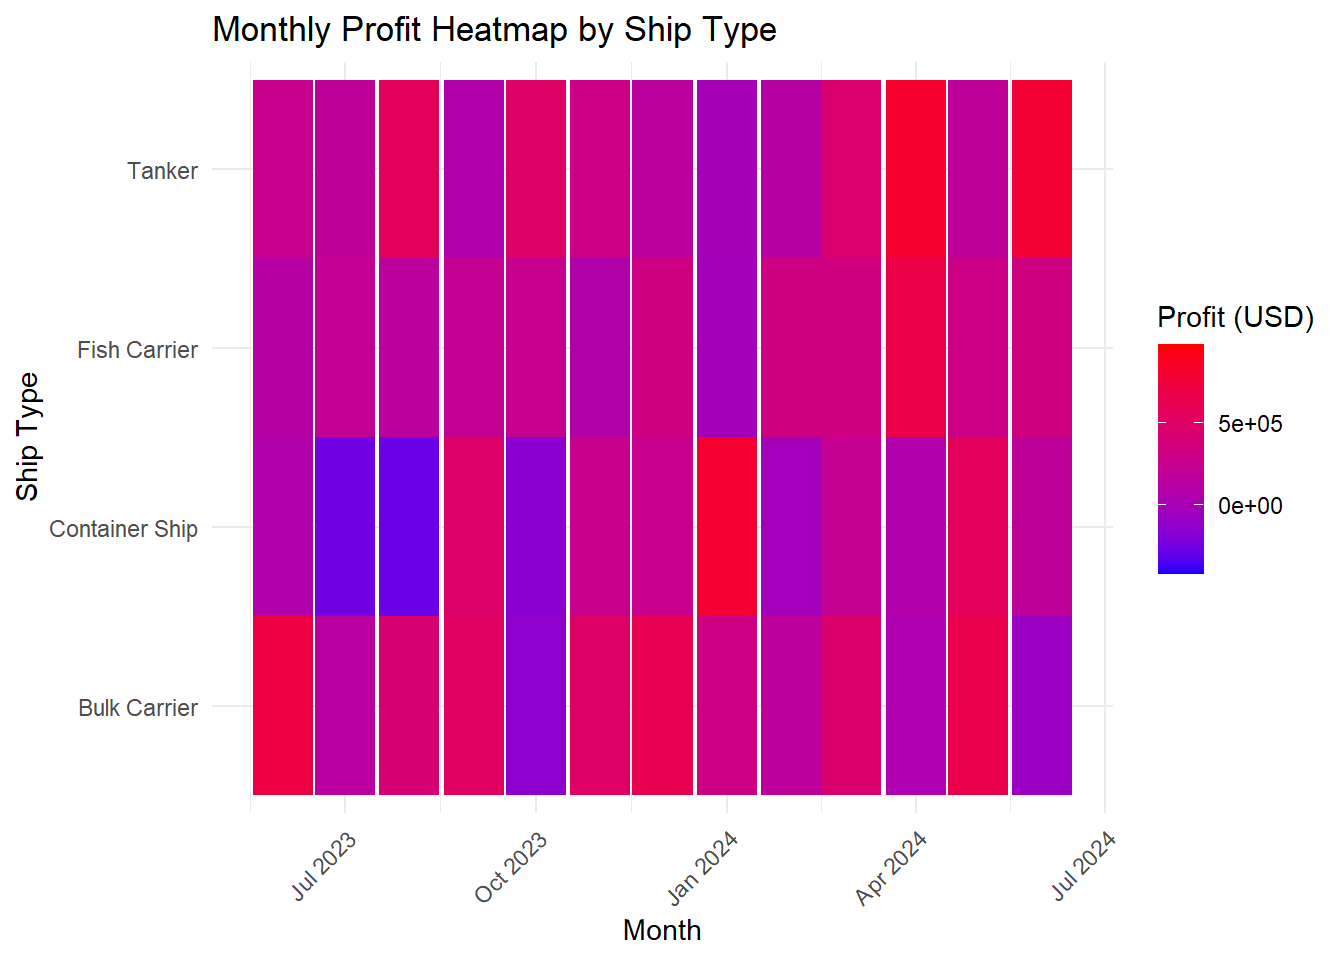 Monthly Profit Heatmap by Ship Type
Ship Type
Tanker
Fish Carrier
Container Ship
Bulk Carrier
Jul 2023
Oct 2023
Jan 2024
Apr 2024
Jul 2024
Month
Profit (USD)
5e+05
0e+00